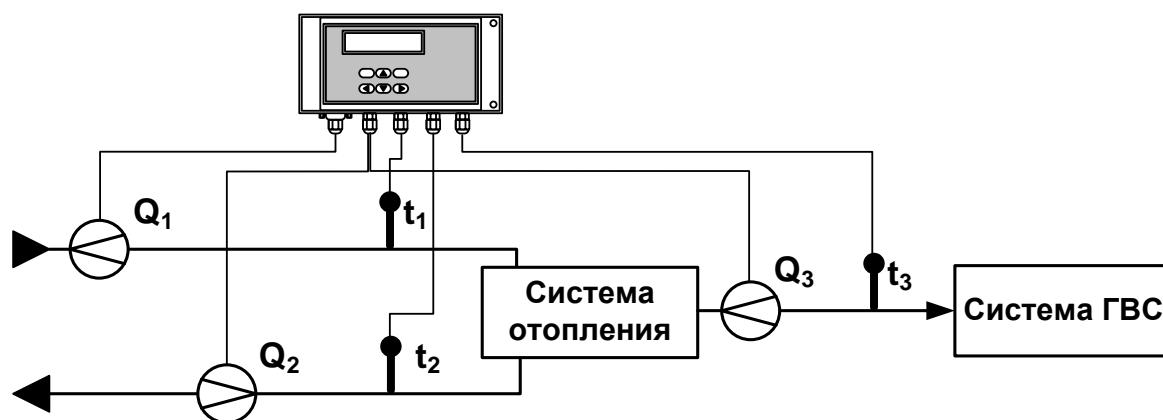 Q₁
t₁
Q₃
t₃
Система
отопления
Система ГВС
Q₂
t₂